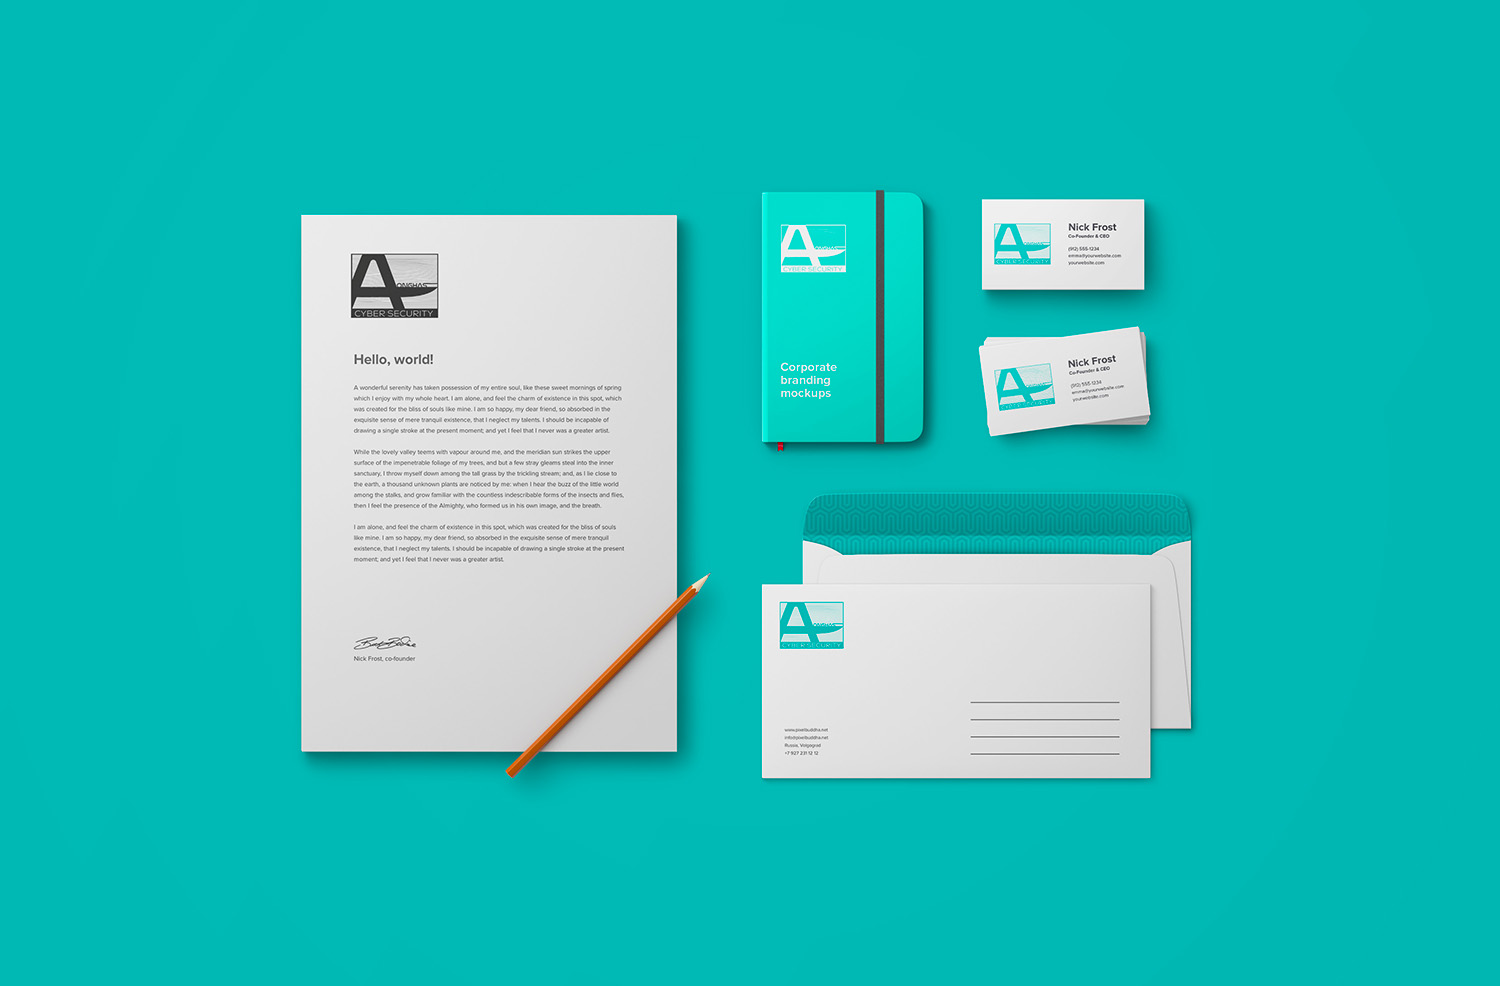 AONGHAS
CYBER SECURITY
Hello, world!
A wonderful serenity has taken possession of my entire soul, like these sweet mornings of spring
which I enjoy with my whole heart. I am alone, and feel the charm of existence in this spot, which
was created for the bliss of souls like mine. I am so happy, my dear friend, so absorbed in the
exquisite sense of mere tranquil existence, that I neglect my talents. I should be incapable of
drawing a single stroke at the present moment; and yet I feel that I never was a greater artist.
While the lovely valley teems with vapour around me, and the meridian sun strikes the upper
surface of the impenetrable foliage of my trees, and but a few stray gleams steal into the inner
sanctuary, I throw myself down among the tall grass by the trickling stream; and, as I lie close to
the earth, a thousand unknown plants are noticed by me: when I hear the buzz of the little world
among the stalks, and grow familiar with the countless indescribable forms of the insects and flies,
then I feel the presence of the Almighty, who formed us in his own image, and the breath.
I am alone, and feel the charm of existence in this spot, which was created for the bliss of souls
like mine. I am so happy, my dear friend, so absorbed in the exquisite sense of mere tranquil
existence, that I neglect my talents. I should be incapable of drawing a single stroke at the present
moment; and yet I feel that I never was a greater artist.
Nick Frost, co-founder
AONGHAS
CYBER SECURITY
Corporate
branding
mockups
AONGHAS
CYBER SECURITY
Nick Frost
Co-Founder & CEO
(912) 555-1234
emma@yourwebsite.com
yourwebsite.com
AONGHAS
CYBER SECURITY
Nick Frost
Co-Founder & CEO
(912) 555-1234
emma@yourwebsite.com
yourwebsite.com
AONGHAS
CYBER SECURITY
www.pixelbuddha.net
info@pixelbuddha.net
Russia, Volgograd
+7 927 231 12 12